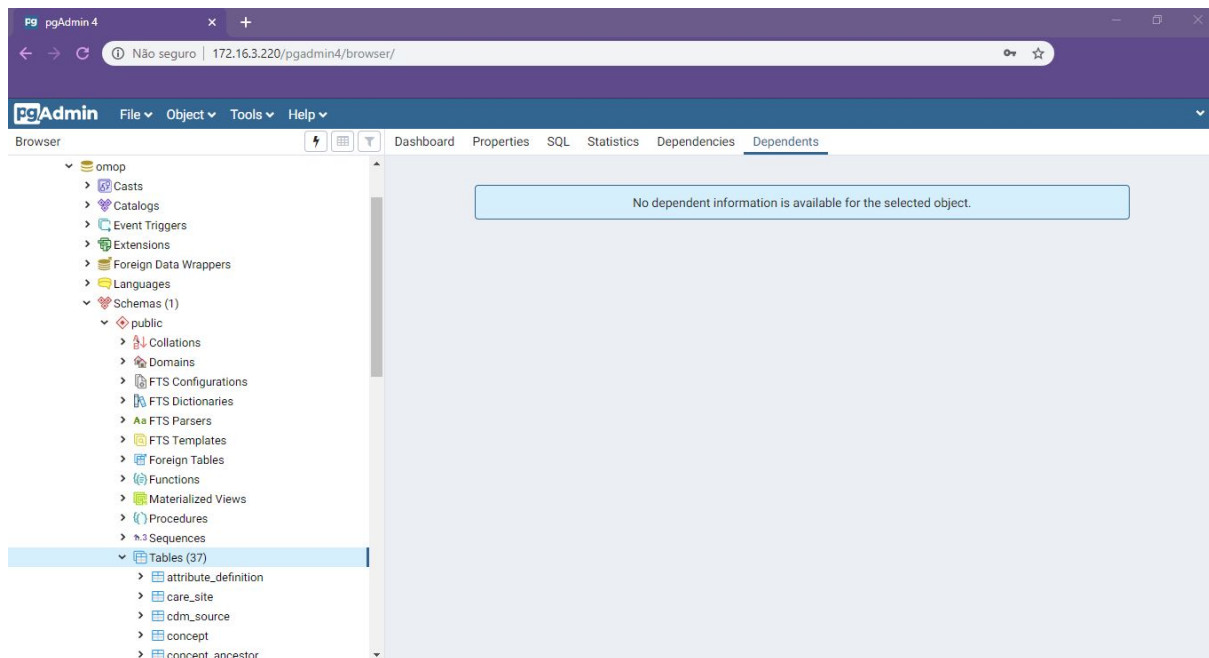 pgAdmin 4
Não seguro | 172.16.3.220/pgadmin4/browser/
pgAdmin File Object Tools Help
Browser
Dashboard Properties SQL Statistics Dependencies Dependents
omop
Casts
Catalogs
Event Triggers
Extensions
Foreign Data Wrappers
Languages
Schemas (1)
public
Collations
Domains
FTS Configurations
FTS Dictionaries
Aa FTS Parsers
FTS Templates
Foreign Tables
Functions
Materialized Views
Procedures
Sequences
Tables (37)
attribute_definition
care_site
cdm_source
concept
concept_ancestor
No dependent information is available for the selected object.